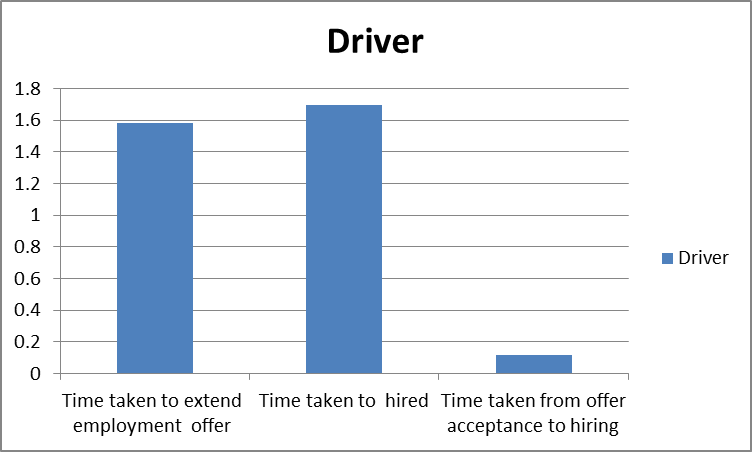 Driver
1.8
1.6
1.4
1.2
1
0.8
0.6
0.4
0.2
0
Time taken to extend
employment offer
Time taken to hired
Time taken from offer
acceptance to hiring
Driver